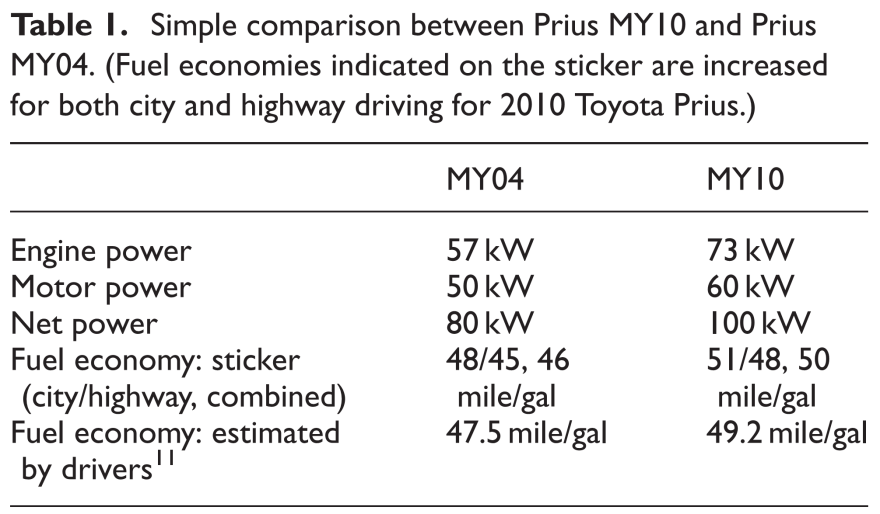 Table 1. Simple comparison between Prius MY10 and Prius
MY04. (Fuel economies indicated on the sticker are increased
for both city and highway driving for 2010 Toyota Prius.)
MY04 MY10
Engine power 57 kW 73 kW
Motor power 50 kW 60 kW
Net power 80 kW 100 kW
Fuel economy: sticker 48/45, 46 51/48, 50
(city/highway, combined) mile/gal mile/gal
Fuel economy: estimated 47.5 mile/gal 49.2 mile/gal
by drivers¹¹